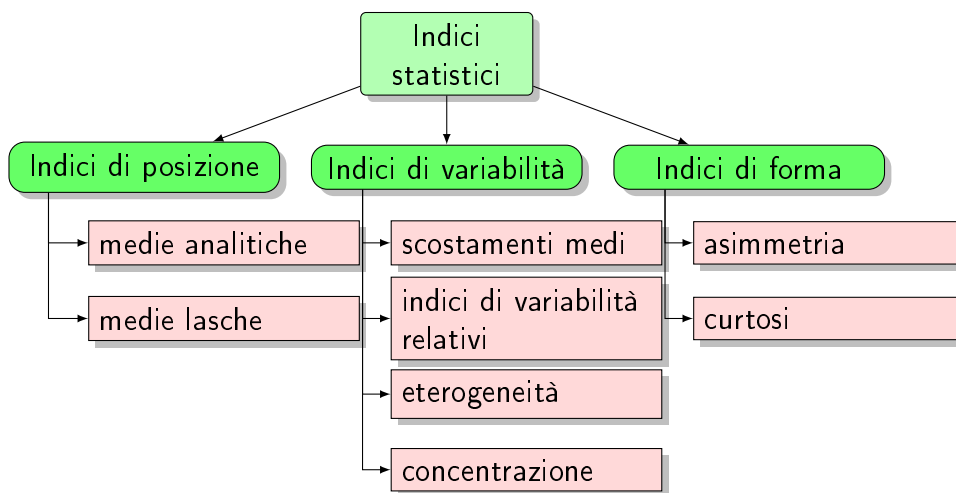 Indici
statistici
Indici di posizione
Indici di variabilità
Indici di forma
medie analitiche
medie lasche
scostamenti medi
indici di variabilità
relativi
eterogeneità
concentrazione
asimmetria
curtosi